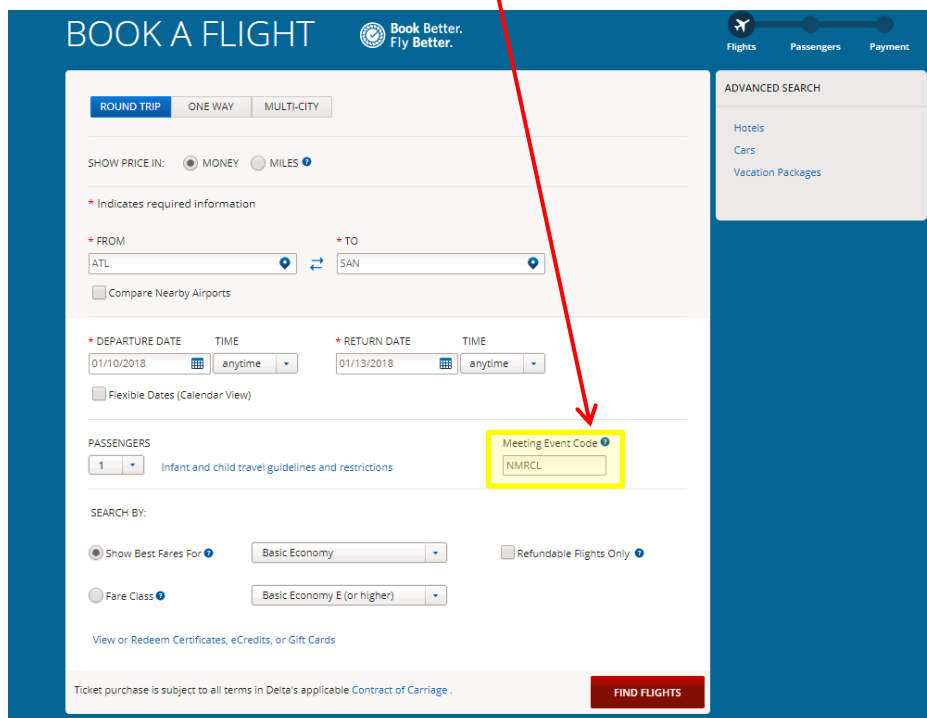 BOOK A FLIGHT
Book Better.
Fly Better.
Flights Passengers Payment
ROUND TRIP ONE WAY MULTI-CITY
SHOW PRICE IN: MONEY MILES ?
* Indicates required information
* FROM * TO
ATL SAN
Compare Nearby Airports
* DEPARTURE DATE TIME * RETURN DATE TIME
01/10/2018 anytime 01/13/2018 anytime
Flexible Dates (Calendar View)
PASSENGERS Meeting Event Code ?
1 Infant and child travel guidelines and restrictions NMRCL
SEARCH BY:
Show Best Fares For ? Basic Economy Refundable Flights Only ?
Fare Class ? Basic Economy E (or higher)
View or Redeem Certificates, eCredits, or Gift Cards
Ticket purchase is subject to all terms in Delta's applicable Contract of Carriage . FIND FLIGHTS
ADVANCED SEARCH
Hotels
Cars
Vacation Packages